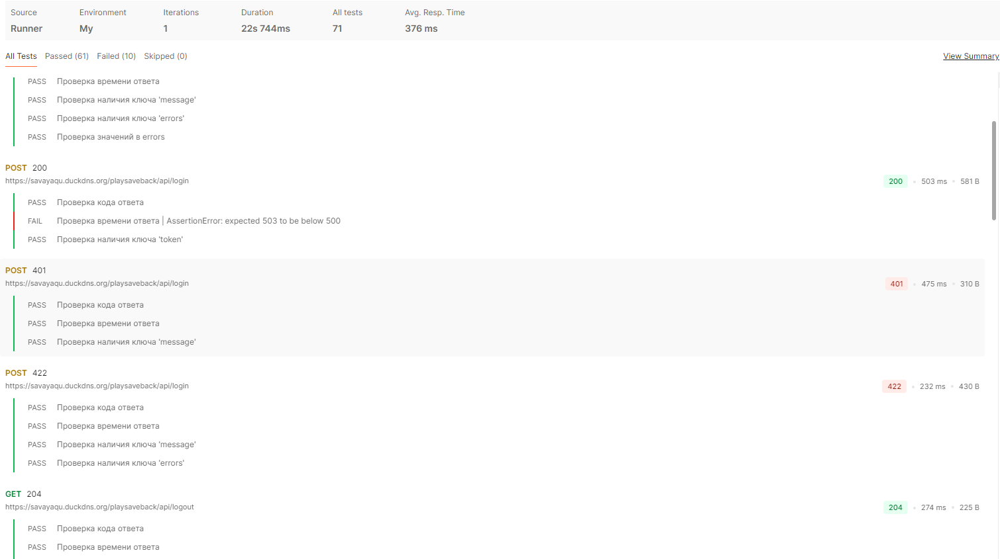 Source Environment Iterations Duration All tests Avg. Resp. Time
Runner My 1 22s 744ms 71 376 ms
All Tests Passed (61) Failed (10) Skipped (0) View Summary
PASS Проверка времени ответа
PASS Проверка наличия ключа 'message'
PASS Проверка наличия ключа 'errors'
PASS Проверка значений в errors
POST 200
https://savayaqu.duckdns.org/playsaveback/api/login 200 503 ms 581 B
PASS Проверка кода ответа
FAIL Проверка времени ответа | AssertionError: expected 503 to be below 500
PASS Проверка наличия ключа 'token'
POST 401
https://savayaqu.duckdns.org/playsaveback/api/login 401 475 ms 310 B
PASS Проверка кода ответа
PASS Проверка времени ответа
PASS Проверка наличия ключа 'message'
POST 422
https://savayaqu.duckdns.org/playsaveback/api/login 422 232 ms 430 B
PASS Проверка кода ответа
PASS Проверка времени ответа
PASS Проверка наличия ключа 'message'
PASS Проверка наличия ключа 'errors'
GET 204
https://savayaqu.duckdns.org/playsaveback/api/logout 204 274 ms 225 B
PASS Проверка кода ответа
PASS Проверка времени ответа